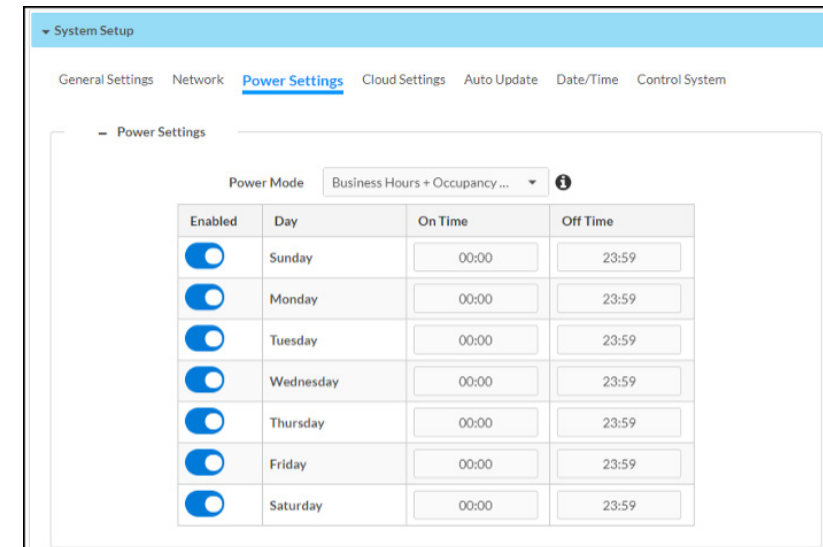 System Setup
General Settings Network Power Settings Cloud Settings Auto Update Date/Time Control System
– Power Settings
Power Mode Business Hours + Occupancy ...
Enabled Day On Time Off Time
Sunday 00:00 23:59
Monday 00:00 23:59
Tuesday 00:00 23:59
Wednesday 00:00 23:59
Thursday 00:00 23:59
Friday 00:00 23:59
Saturday 00:00 23:59